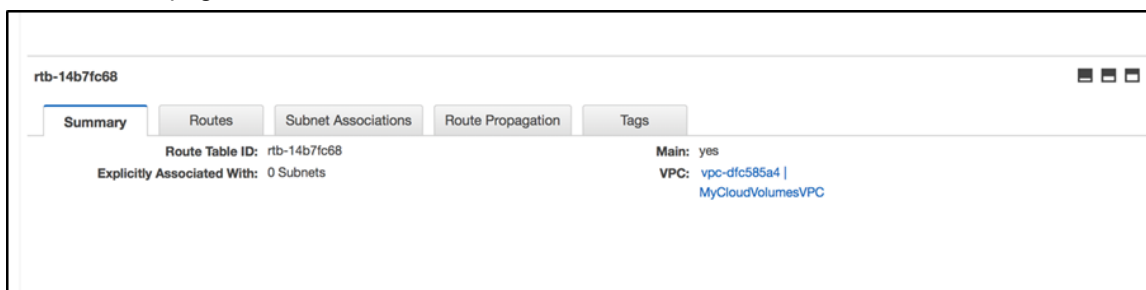 rtb-14b7fc68
Summary Routes Subnet Associations Route Propagation Tags
Route Table ID: rtb-14b7fc68 Main: yes
Explicitly Associated With: 0 Subnets VPC: vpc-dfc585a4 |
MyCloudVolumesVPC